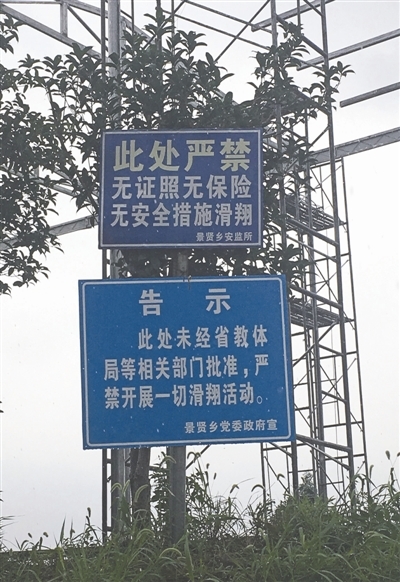 此处严禁
无证照无保险
无安全措施滑翔
景贤乡安监所
告 示
此处未经省教体
局等相关部门批准，严
禁开展一切滑翔活动。
景贤乡党委政府宣